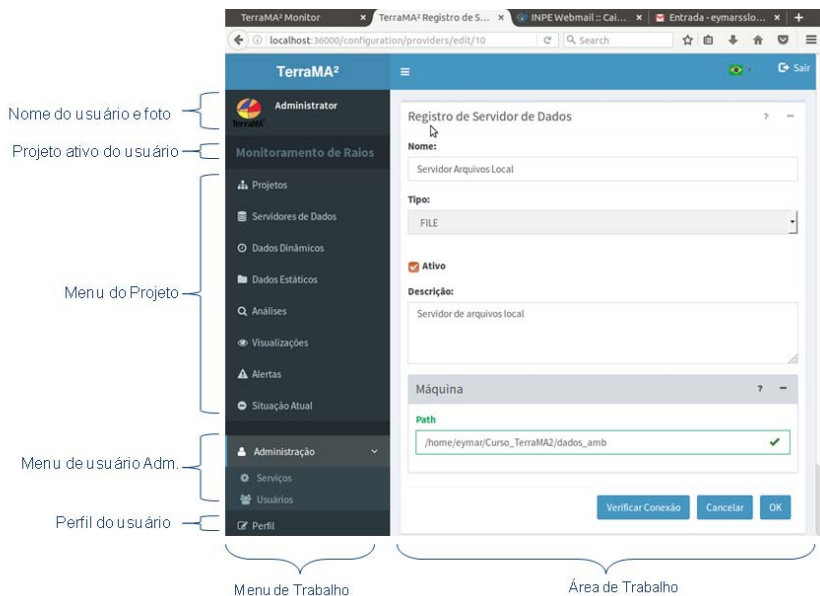 TerraMA² Monitor × TerraMA² Registro de S... × INPE Webmail :: Cai... × Entrada - eymarsslo... × +
localhost:36000/configuration/providers/edit/10 Search
TerraMA²
Sair
Nome do usuário e foto
Administrator
TerraMA²
Projeto ativo do usuário
Monitoramento de Raios
Menu do Projeto
Projetos
Servidores de Dados
Dados Dinâmicos
Dados Estáticos
Análises
Visualizações
Alertas
Situação Atual
Menu de usuário Adm.
Administração
Serviços
Usuários
Perfil do usuário
Perfil
Registro de Servidor de Dados ? −
Nome:
Servidor Arquivos Local
Tipo:
FILE
Ativo
Descrição:
Servidor de arquivos local
Máquina ? −
Path
/home/eymar/Curso_TerraMA2/dados_amb
Verificar Conexão Cancelar OK
Menu de Trabalho
Área de Trabalho